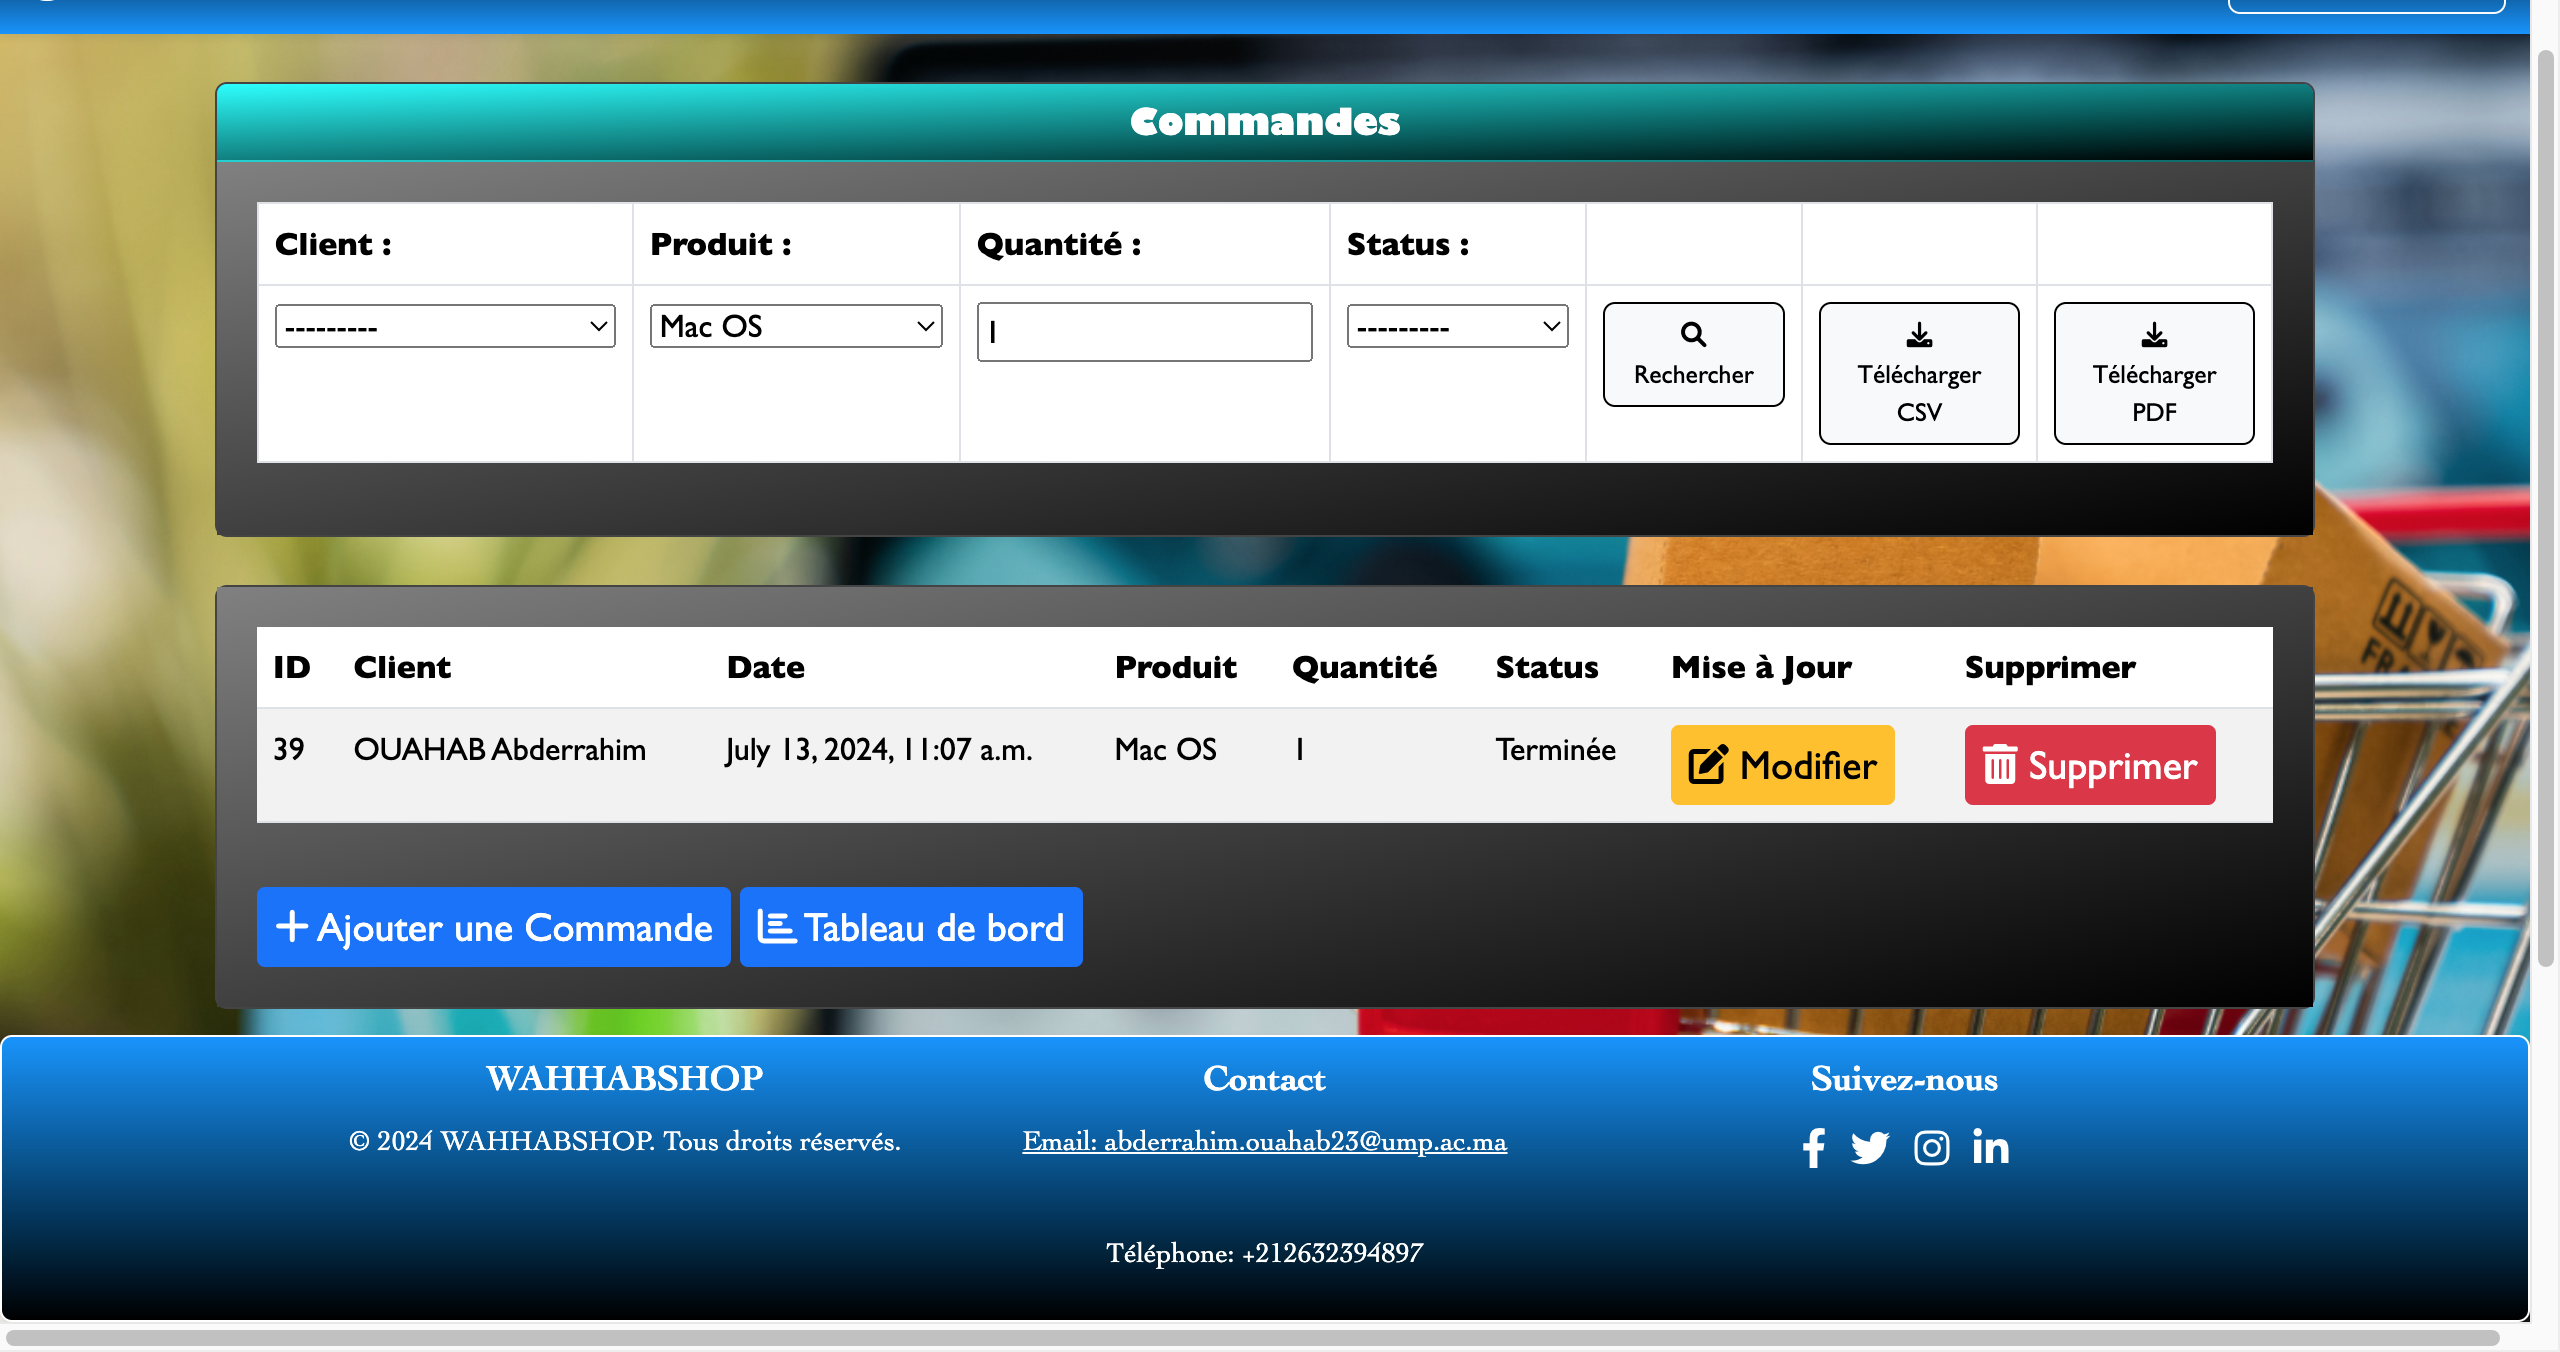 Commandes
Client : Produit : Quantité : Status :
--------- Mac OS 1 --------- Rechercher Télécharger CSV Télécharger PDF
ID Client Date Produit Quantité Status Mise à Jour Supprimer
39 OUAHAB Abderrahim July 13, 2024, 11:07 a.m. Mac OS 1 Terminée Modifier Supprimer
Ajouter une Commande Tableau de bord
WAHHABSHOP Contact Suivez-nous
© 2024 WAHHABSHOP. Tous droits réservés. Email: abderrahim.ouahab23@ump.ac.ma
Téléphone: +212632394897